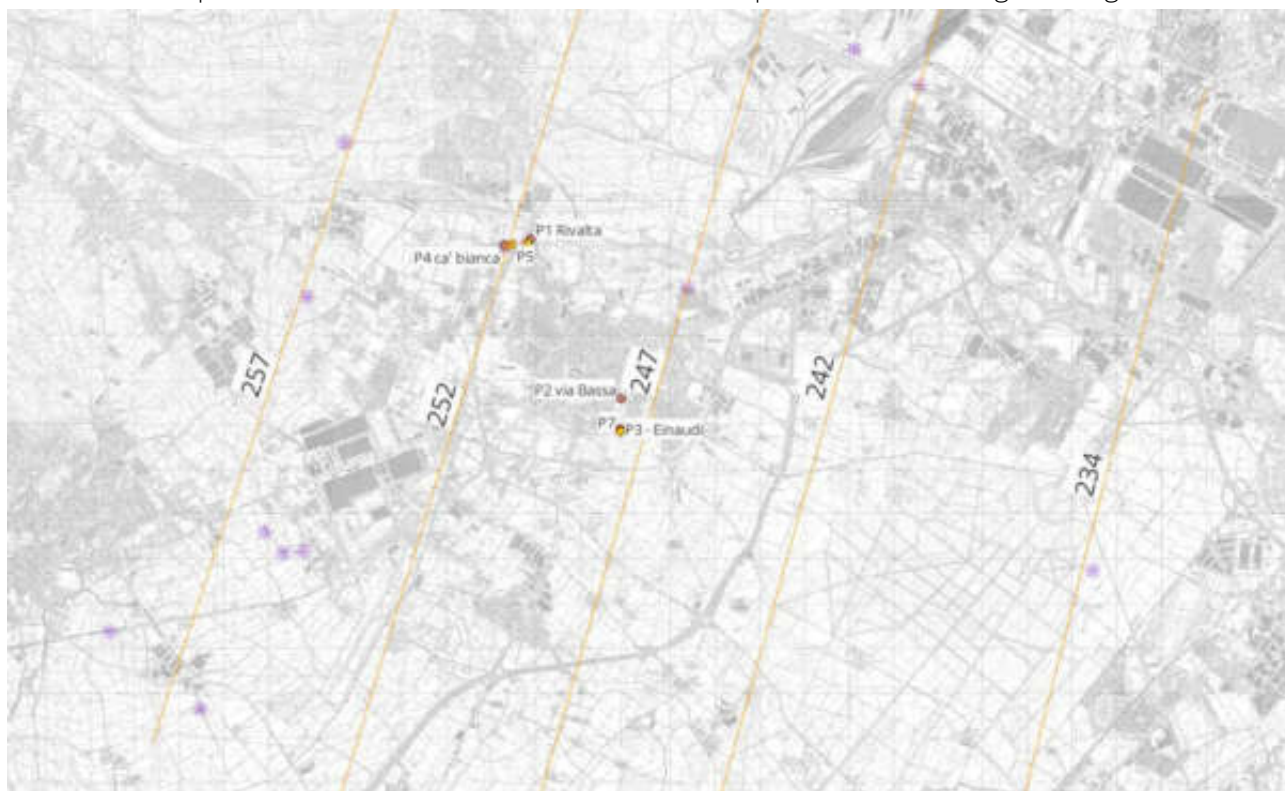 P1 Rivalta
P4 ca' bianca
P5
257
252
247
242
P2 via Bassa
P7
P3 - Einaudi
234